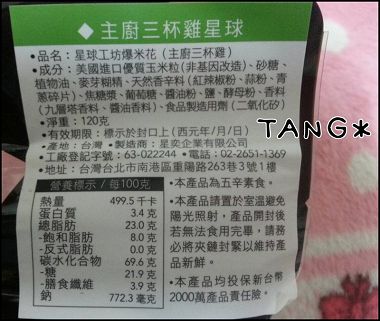 ◆主廚三杯雞星球
•品名：星球工坊爆米花（主廚三杯雞）
•成分：美國進口優質玉米粒(非基因改造)、砂糖、
植物油、麥芽糊精、天然香辛料(紅辣椒粉、蒜粉、青
蔥碎片)、焦糖漿、葡萄糖、醬油粉、鹽、酵母粉、香料
(九層塔香料、醬油香料)、食品製造用劑(二氧化矽)
•淨重：120克
•有效期限：標示於封口上(西元年/月/日)
•產地：台灣 •製造商：星奕企業有限公司
•工廠登記字號：63-022244 •電話：02-2651-1369
•地址：台灣台北市南港區重陽路263巷3號1樓
營養標示/每100克
熱量 499.5千卡
蛋白質 3.4 克
總脂肪 23.0 克
-飽和脂肪 8.0 克
-反式脂肪 0.0 克
碳水化合物 69.6 克
-糖 21.9 克
-膳食纖維 3.9 克
鈉 772.3 毫克
•本產品為五辛素食。
•本產品請置於室溫避免
陽光照射，產品開封後
若無法食用完畢，請務
必將夾鏈封緊以維持產
品新鮮。
•本產品均投保新台幣
2000萬產品責任險。
TANG*